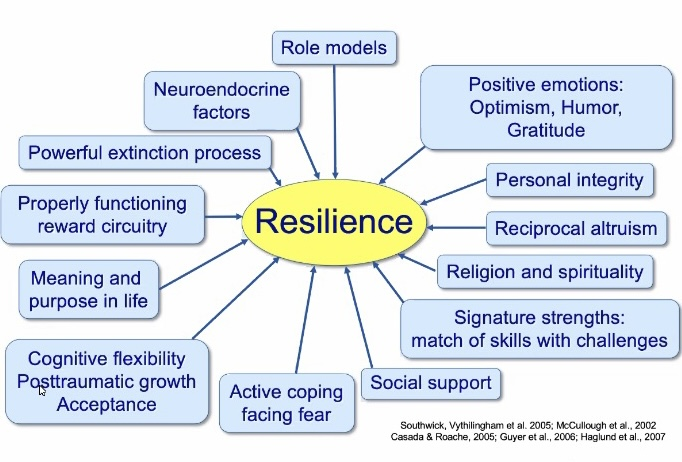 Role models
Neuroendocrine
factors
Positive emotions:
Optimism, Humor,
Gratitude
Powerful extinction process
Personal integrity
Properly functioning
reward circuitry
Resilience
Reciprocal altruism
Meaning and
purpose in life
Religion and spirituality
Signature strengths:
match of skills with challenges
Cognitive flexibility
Posttraumatic growth
Acceptance
Active coping
facing fear
Social support
Southwick, Vythilingham et al. 2005; McCullough et al., 2002
Casada & Roache, 2005; Guyer et al., 2006; Haglund et al., 2007